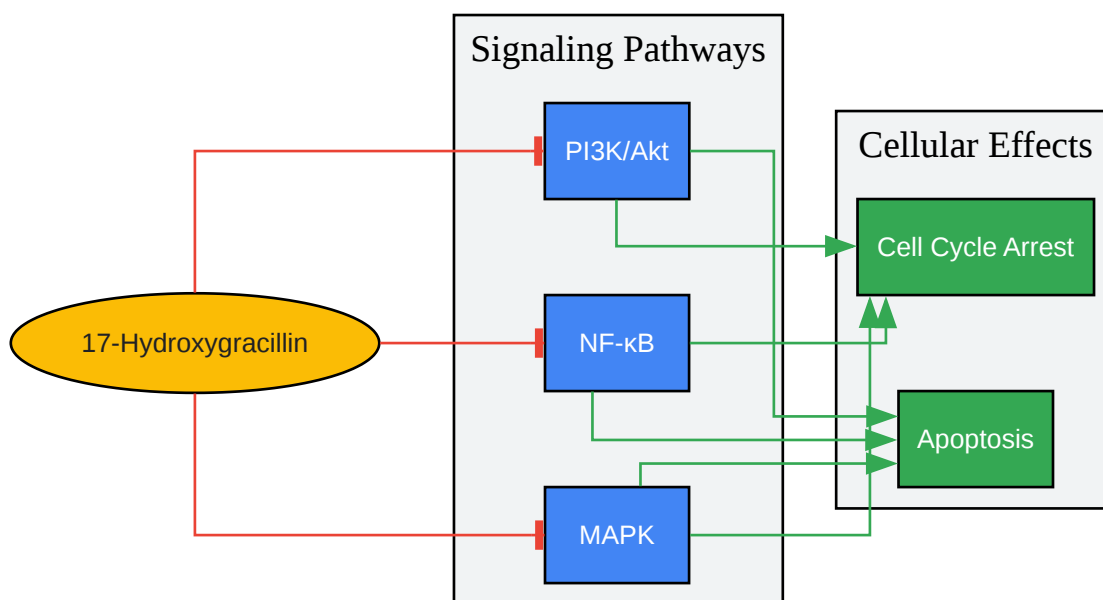 Signaling Pathways
PI3K/Akt
Cellular Effects
Cell Cycle Arrest
17-Hydroxygracillin
NF-κB
Apoptosis
MAPK